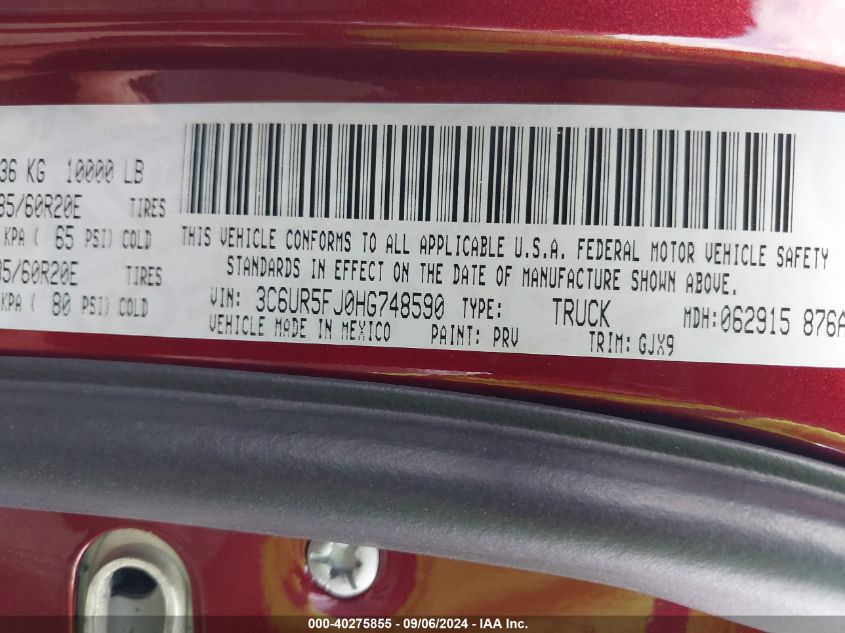 36 KG 10000 LB
85/60R20E TIRES
KPA ( 65 PSI) COLD
85/60R20E TIRES
KPA ( 80 PSI) COLD
THIS VEHICLE CONFORMS TO ALL APPLICABLE U.S.A. FEDERAL MOTOR VEHICLE SAFETY
STANDARDS IN EFFECT ON THE DATE OF MANUFACTURE SHOWN ABOVE.
VIN: 3C6UR5FJ0HG748590 TYPE: TRUCK MDH:062915 876A
VEHICLE MADE IN MEXICO PAINT: PRV TRIM: GJX9
000-40275855 - 09/06/2024 - IAA Inc.